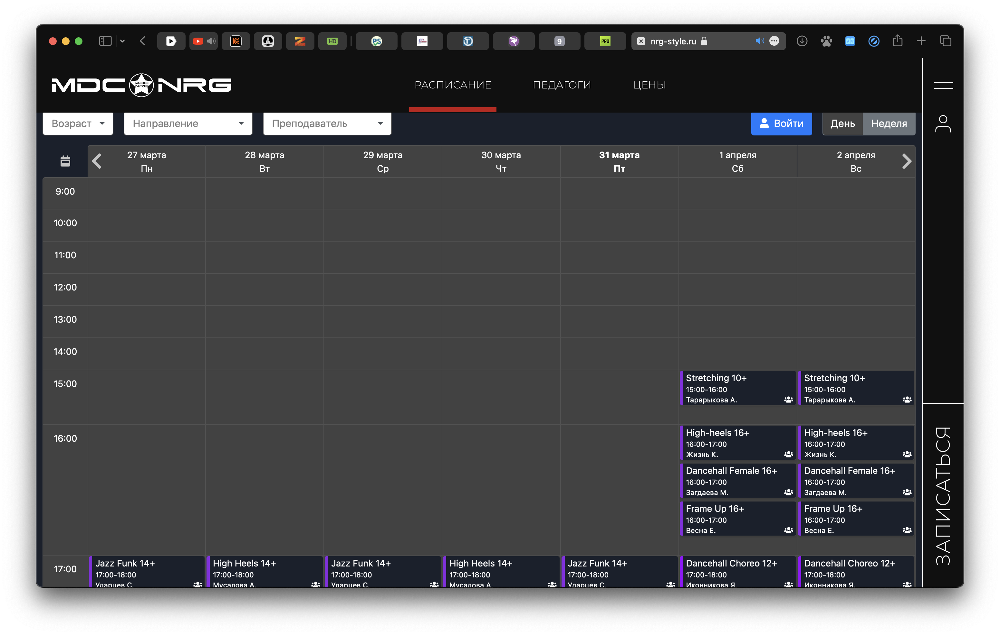 HD
PS
T
9
PRO
nrg-style.ru
MDC MDC NRG NRG
РАСПИСАНИЕ
ПЕДАГОГИ
ЦЕНЫ
Возраст
Направление
Преподаватель
Войти
День
Неделя
27 марта
Пн
28 марта
Вт
29 марта
Ср
30 марта
Чт
31 марта
Пт
1 апреля
Сб
2 апреля
Вс
9:00
10:00
11:00
12:00
13:00
14:00
15:00
Stretching 10+
15:00-16:00
Тарарыкова А.
Stretching 10+
15:00-16:00
Тарарыкова А.
16:00
High-heels 16+
16:00-17:00
Жизнь К.
Dancehall Female 16+
16:00-17:00
Загдаева М.
Frame Up 16+
16:00-17:00
Весна Е.
High-heels 16+
16:00-17:00
Жизнь К.
Dancehall Female 16+
16:00-17:00
Загдаева М.
Frame Up 16+
16:00-17:00
Весна Е.
17:00
Jazz Funk 14+
17:00-18:00
Ударцев С.
High Heels 14+
17:00-18:00
Мусалова А.
Jazz Funk 14+
17:00-18:00
Ударцев С.
High Heels 14+
17:00-18:00
Мусалова А.
Jazz Funk 14+
17:00-18:00
Ударцев С.
Dancehall Choreo 12+
17:00-18:00
Иконникова Я.
Dancehall Choreo 12+
17:00-18:00
Иконникова Я.
ЗАПИСАТЬСЯ